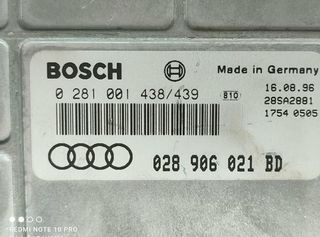 BOSCH
Made in Germany
0 281 001 438/439
810
16.08.96
28SA2881
1754 0505
028 906 021 BD
REDMI NOTE 10 PRO